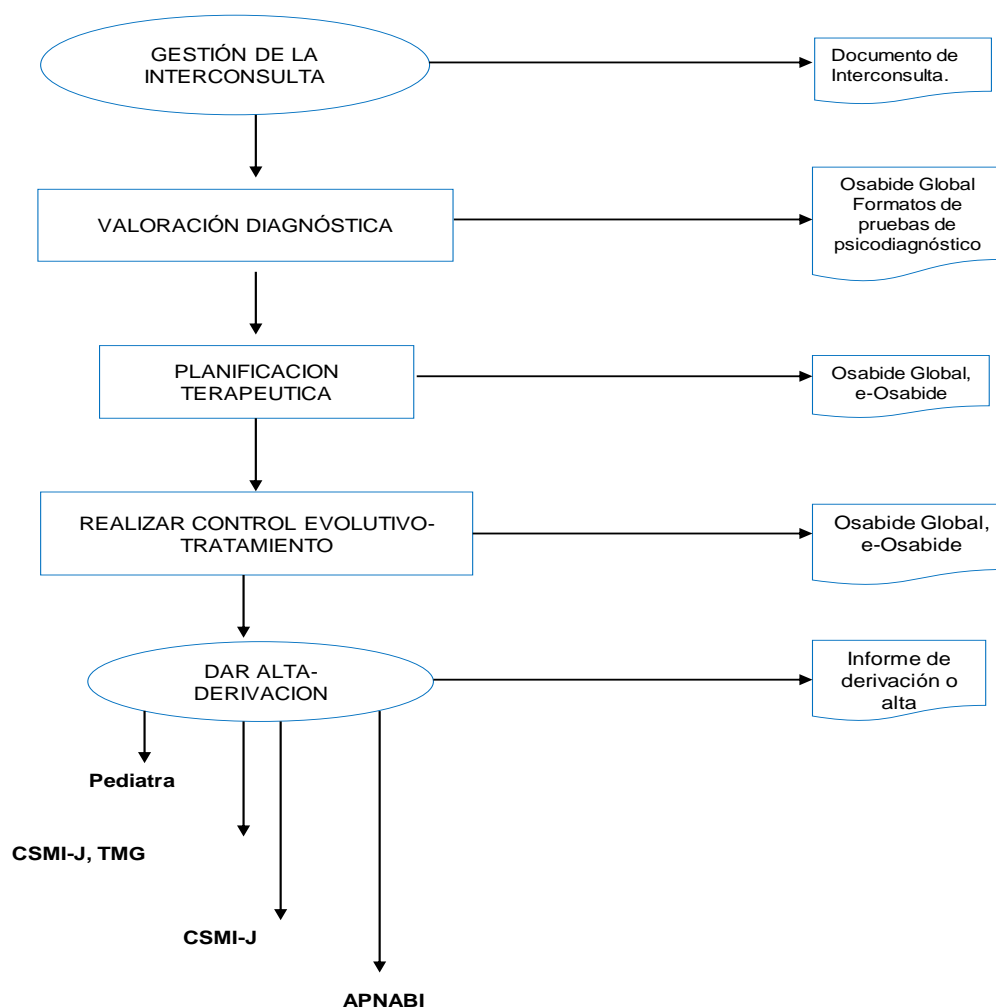 GESTIÓN DE LA
INTERCONSULTA
Documento de
Interconsulta.
VALORACIÓN DIAGNÓSTICA
Osabide Global
Formatos de
pruebas de
psicodiagnóstico
PLANIFICACION
TERAPEUTICA
Osabide Global,
e-Osabide
REALIZAR CONTROL EVOLUTIVO-
TRATAMIENTO
Osabide Global,
e-Osabide
DAR ALTA-
DERIVACION
Informe de
derivación o
alta
Pediatra
CSMI-J, TMG
CSMI-J
APNABI